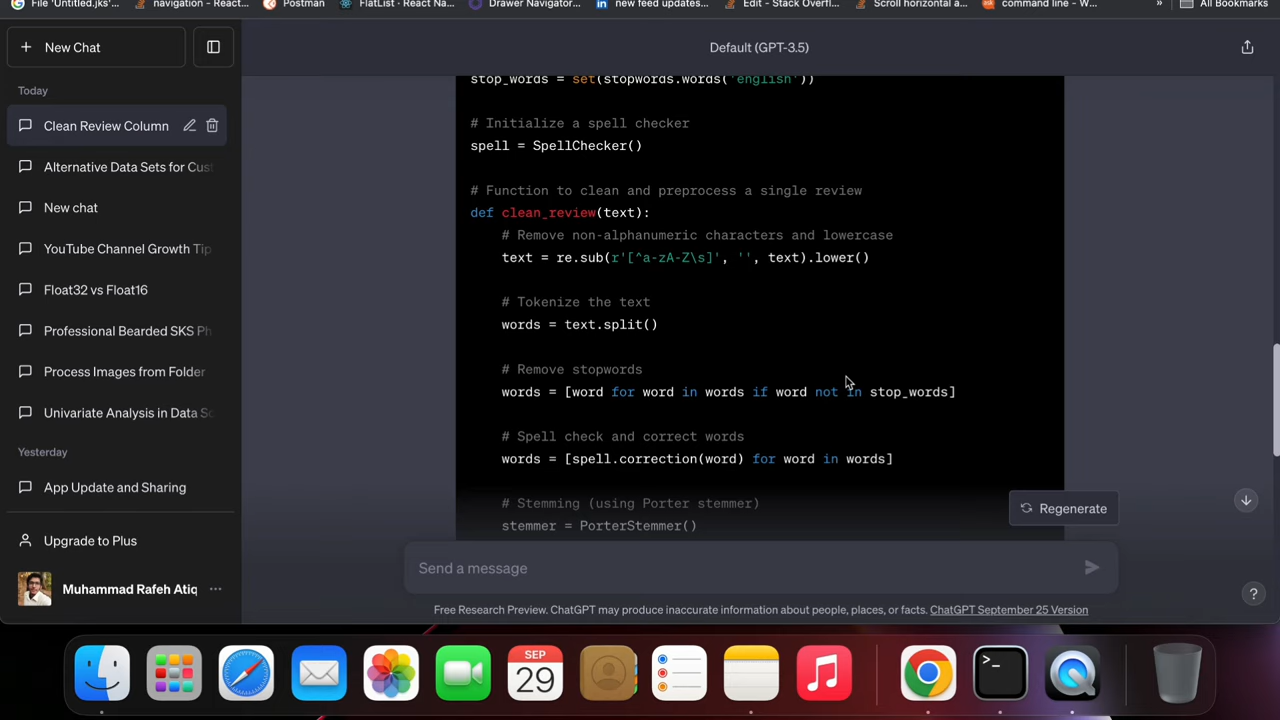 File 'Untitled.jks'...
navigation - React...
Postman
FlatList · React Na...
Drawer Navigator...
new feed updates...
Edit - Stack Overfl...
Scroll horizontal a...
command line - W...
»
All Bookmarks
New Chat
Default (GPT-3.5)
Today
Clean Review Column
Alternative Data Sets for Cust
New chat
YouTube Channel Growth Tip
Float32 vs Float16
Professional Bearded SKS Ph
Process Images from Folder
Univariate Analysis in Data Sc
Yesterday
App Update and Sharing
Upgrade to Plus
Muhammad Rafeh Atiq
stop_words = set(stopwords.words('english'))
# Initialize a spell checker
spell = SpellChecker()
# Function to clean and preprocess a single review
def clean_review(text):
# Remove non-alphanumeric characters and lowercase
text = re.sub(r'[^a-zA-Z\s]', '', text).lower()
# Tokenize the text
words = text.split()
# Remove stopwords
words = [word for word in words if word not in stop_words]
# Spell check and correct words
words = [spell.correction(word) for word in words]
# Stemming (using Porter stemmer)
stemmer = PorterStemmer()
Regenerate
Send a message
Free Research Preview. ChatGPT may produce inaccurate information about people, places, or facts. ChatGPT September 25 Version
?
SEP
29